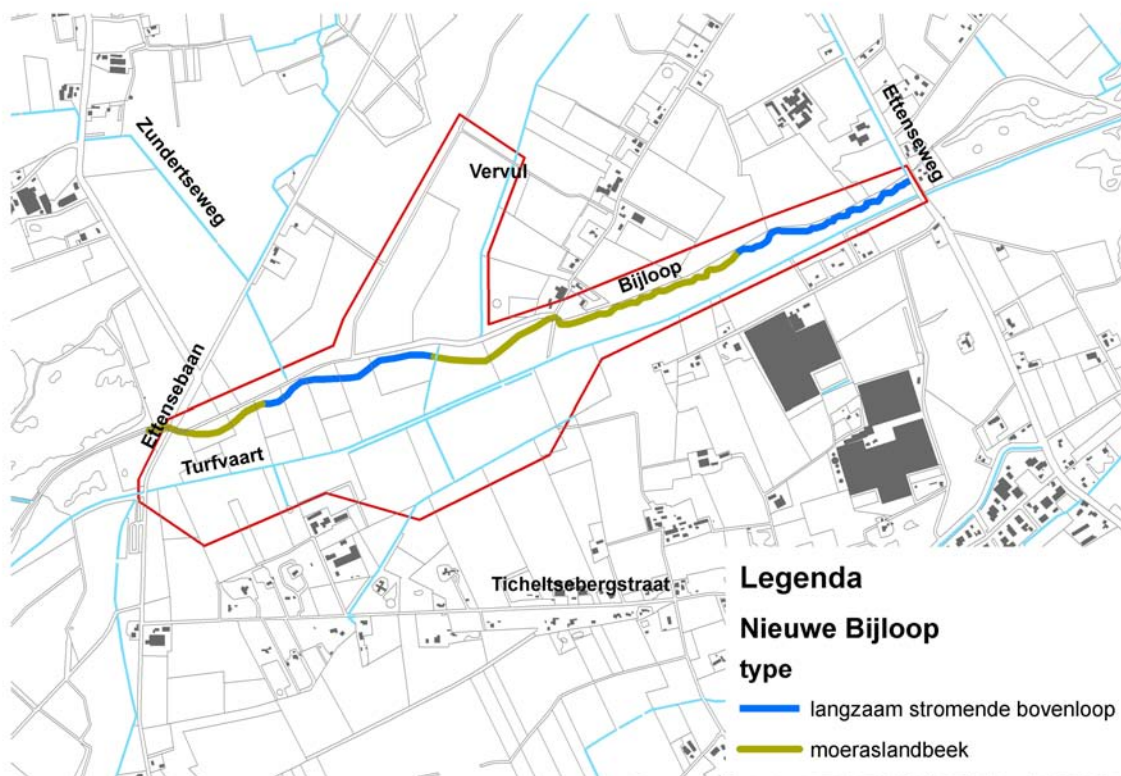 Zundertseweg
Vervul
Ettenseweg
Bijloop
Ettensebaan
Turfvaart
Ticheltsebergstraat
Legenda
Nieuwe Bijloop
type
langzaam stromende bovenloop
moeraslandbeek